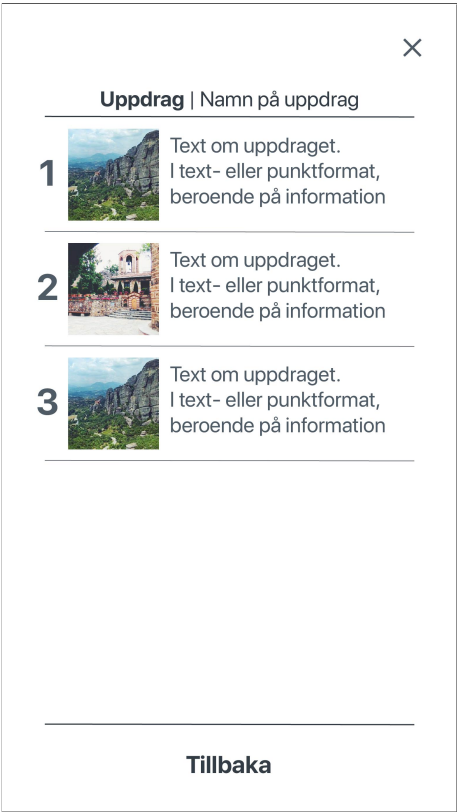 Uppdrag | Namn på uppdrag
1
Text om uppdraget.
I text- eller punktformat,
beroende på information
2
Text om uppdraget.
I text- eller punktformat,
beroende på information
3
Text om uppdraget.
I text- eller punktformat,
beroende på information
Tillbaka